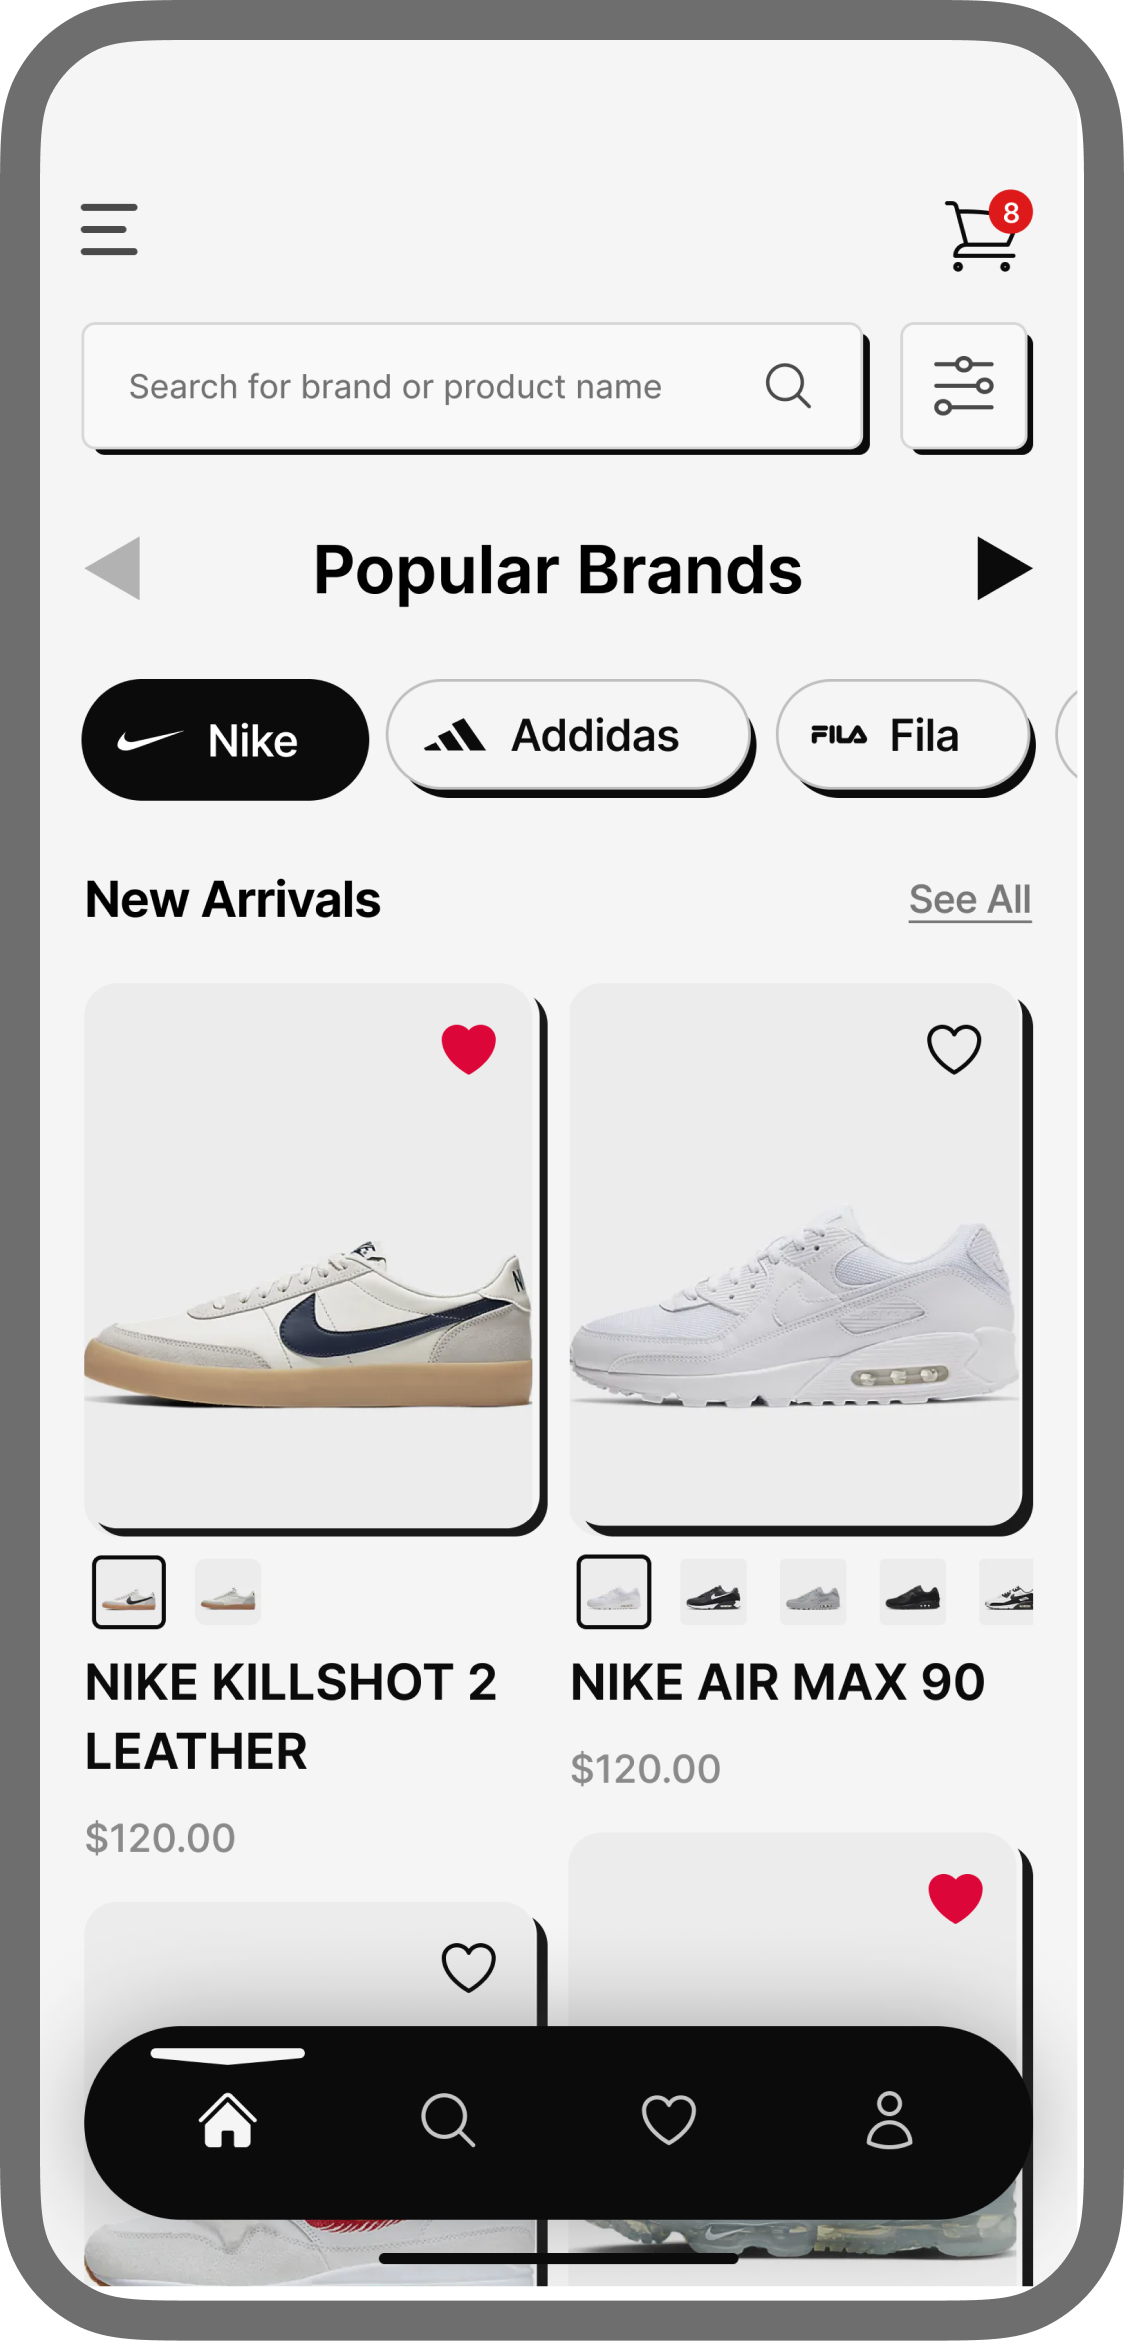 8
Search for brand or product name
Popular Brands
Nike
Addidas
FILA Fila
New Arrivals
See All
NIKE KILLSHOT 2
LEATHER
$120.00
NIKE AIR MAX 90
$120.00